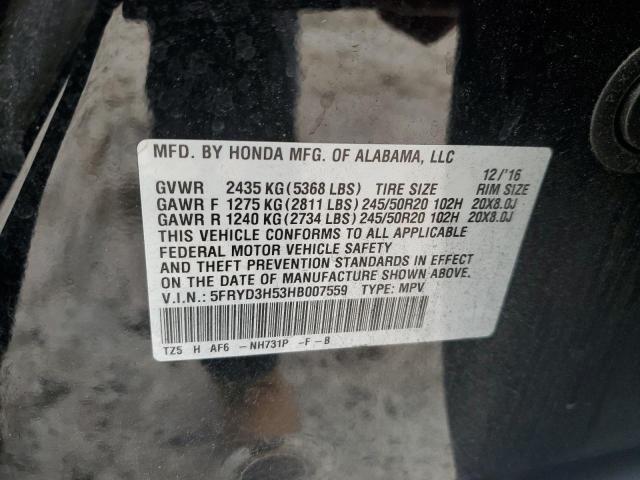 MFD. BY HONDA MFG. OF ALABAMA, LLC
12/'16
GVWR 2435 KG (5368 LBS) TIRE SIZE RIM SIZE
GAWR F 1275 KG (2811 LBS) 245/50R20 102H 20X8.0J
GAWR R 1240 KG (2734 LBS) 245/50R20 102H 20X8.0J
THIS VEHICLE CONFORMS TO ALL APPLICABLE
FEDERAL MOTOR VEHICLE SAFETY
AND THEFT PREVENTION STANDARDS IN EFFECT
ON THE DATE OF MANUFACTURE SHOWN ABOVE.
V.I.N.: 5FRYD3H53HB007559 TYPE: MPV
TZ5 H AF6 - NH731P -F-B